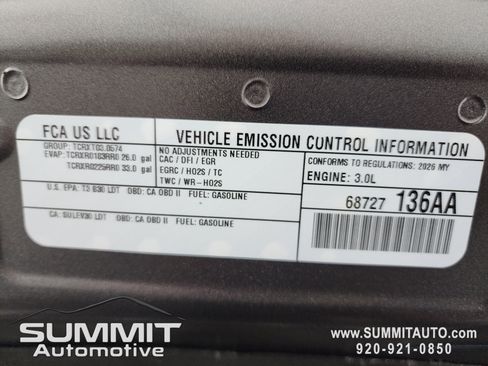 FCA US LLC
GROUP: TCRXT03.0574
EVAP: TCRXR0183RR0 26.0 gal
TCRXR0225RR0 33.0 gal
U.S. EPA: T3 B30 LDT OBD: CA OBD II FUEL: GASOLINE
CA: SULEV30 LDT OBD: CA OBD II FUEL: GASOLINE
VEHICLE EMISSION CONTROL INFORMATION
NO ADJUSTMENTS NEEDED
CAC / DFI / EGR
EGRC / HO2S / TC
TWC / WR-HO2S
CONFORMS TO REGULATIONS: 2026 MY
ENGINE: 3.0L
68727 136AA
SUMMIT
Automotive
WWW.SUMMITAUTO.COM
920-921-0850